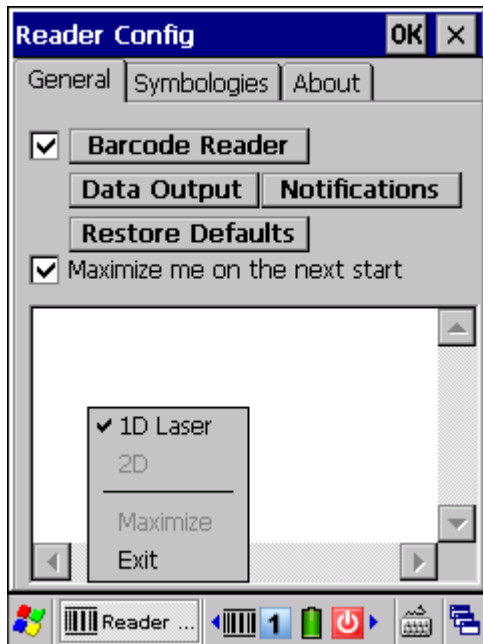 Reader Config OK ×
General Symbologies About
Barcode Reader
Data Output Notifications
Restore Defaults
Maximize me on the next start
1D Laser
2D
Maximize
Exit
Reader ... 1